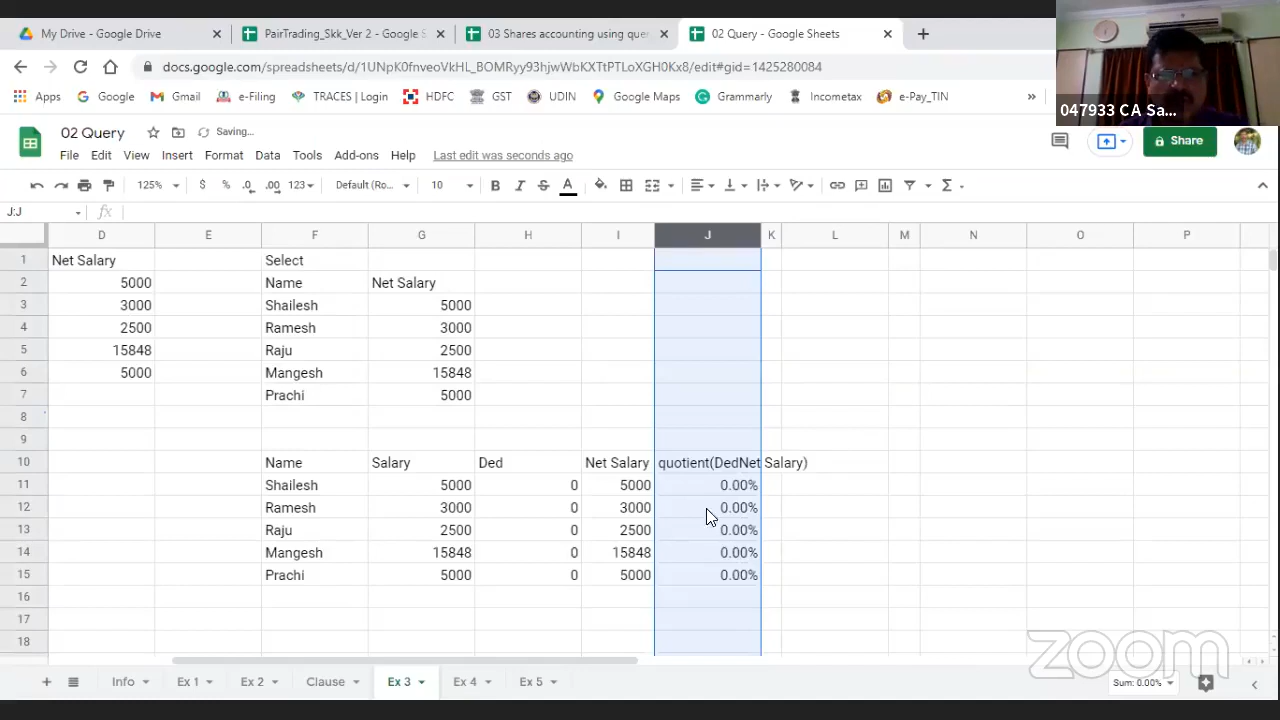 My Drive - Google Drive
PairTrading_Skk_Ver 2 - Google S
03 Shares accounting using que
02 Query - Google Sheets
docs.google.com/spreadsheets/d/1UNpK0fnveoVkHL_BOMRyy93hjwWbKXTtPTLoXGH0Kx8/edit#gid=1425280084
Apps Google Gmail e-Filing TRACES | Login HDFC GST UDIN Google Maps Grammarly Incometax e-Pay_TIN »
047933 CA Sa...
02 Query Saving...
File Edit View Insert Format Data Tools Add-ons Help Last edit was seconds ago
Share
125% $ % .0 .00 123 Default (Ro... 10 B I S A Σ
J:J fx
D E F G H I J K L M N O P
1 Net Salary Select
2 5000 Name Net Salary
3 3000 Shailesh 5000
4 2500 Ramesh 3000
5 15848 Raju 2500
6 5000 Mangesh 15848
7 Prachi 5000
8
9
10 Name Salary Ded Net Salary quotient(DedNet Salary)
11 Shailesh 5000 0 5000 0.00%
12 Ramesh 3000 0 3000 0.00%
13 Raju 2500 0 2500 0.00%
14 Mangesh 15848 0 15848 0.00%
15 Prachi 5000 0 5000 0.00%
16
17
18
zoom
Info Ex 1 Ex 2 Clause Ex 3 Ex 4 Ex 5
Sum: 0.00%